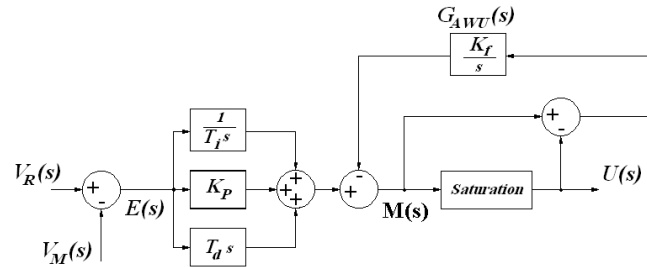 G_AWU(s)
K_f
s
1
T_i s
+
-
+
-
V_R(s)
+
-
E(s)
K_P
+
+
+
-
+
M(s)
Saturation
U(s)
V_M(s)
T_d s